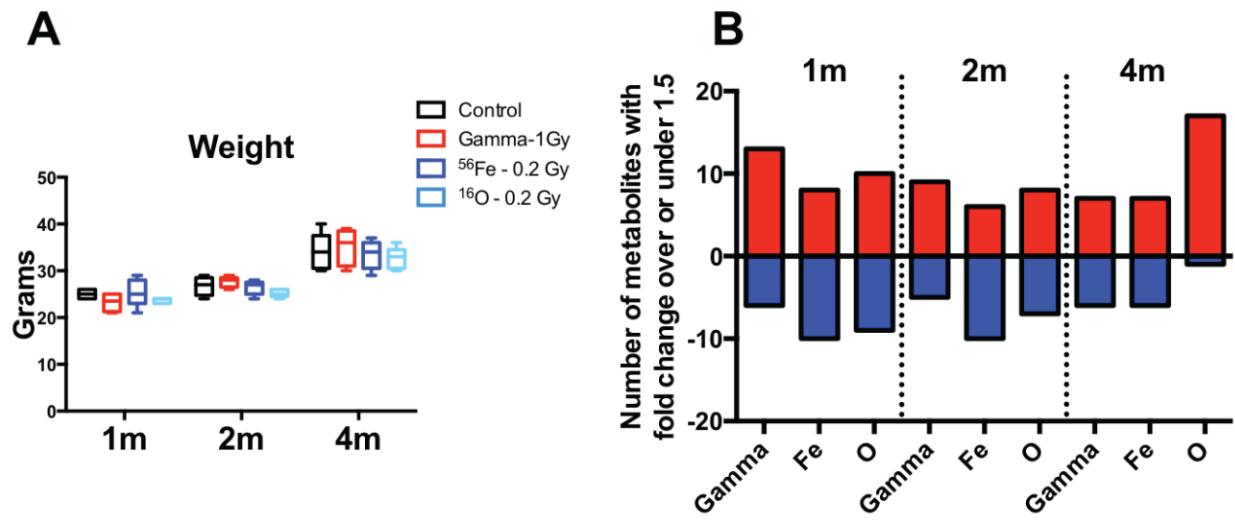 A
Weight
Grams
50
40
30
20
10
0
1m
2m
4m
Control
Gamma-1Gy
⁵⁶Fe - 0.2 Gy
¹⁶O - 0.2 Gy
B
Number of metabolites with
fold change over or under 1.5
1m
2m
4m
20
10
0
-10
-20
Gamma
Fe
O
Gamma
Fe
O
Gamma
Fe
O